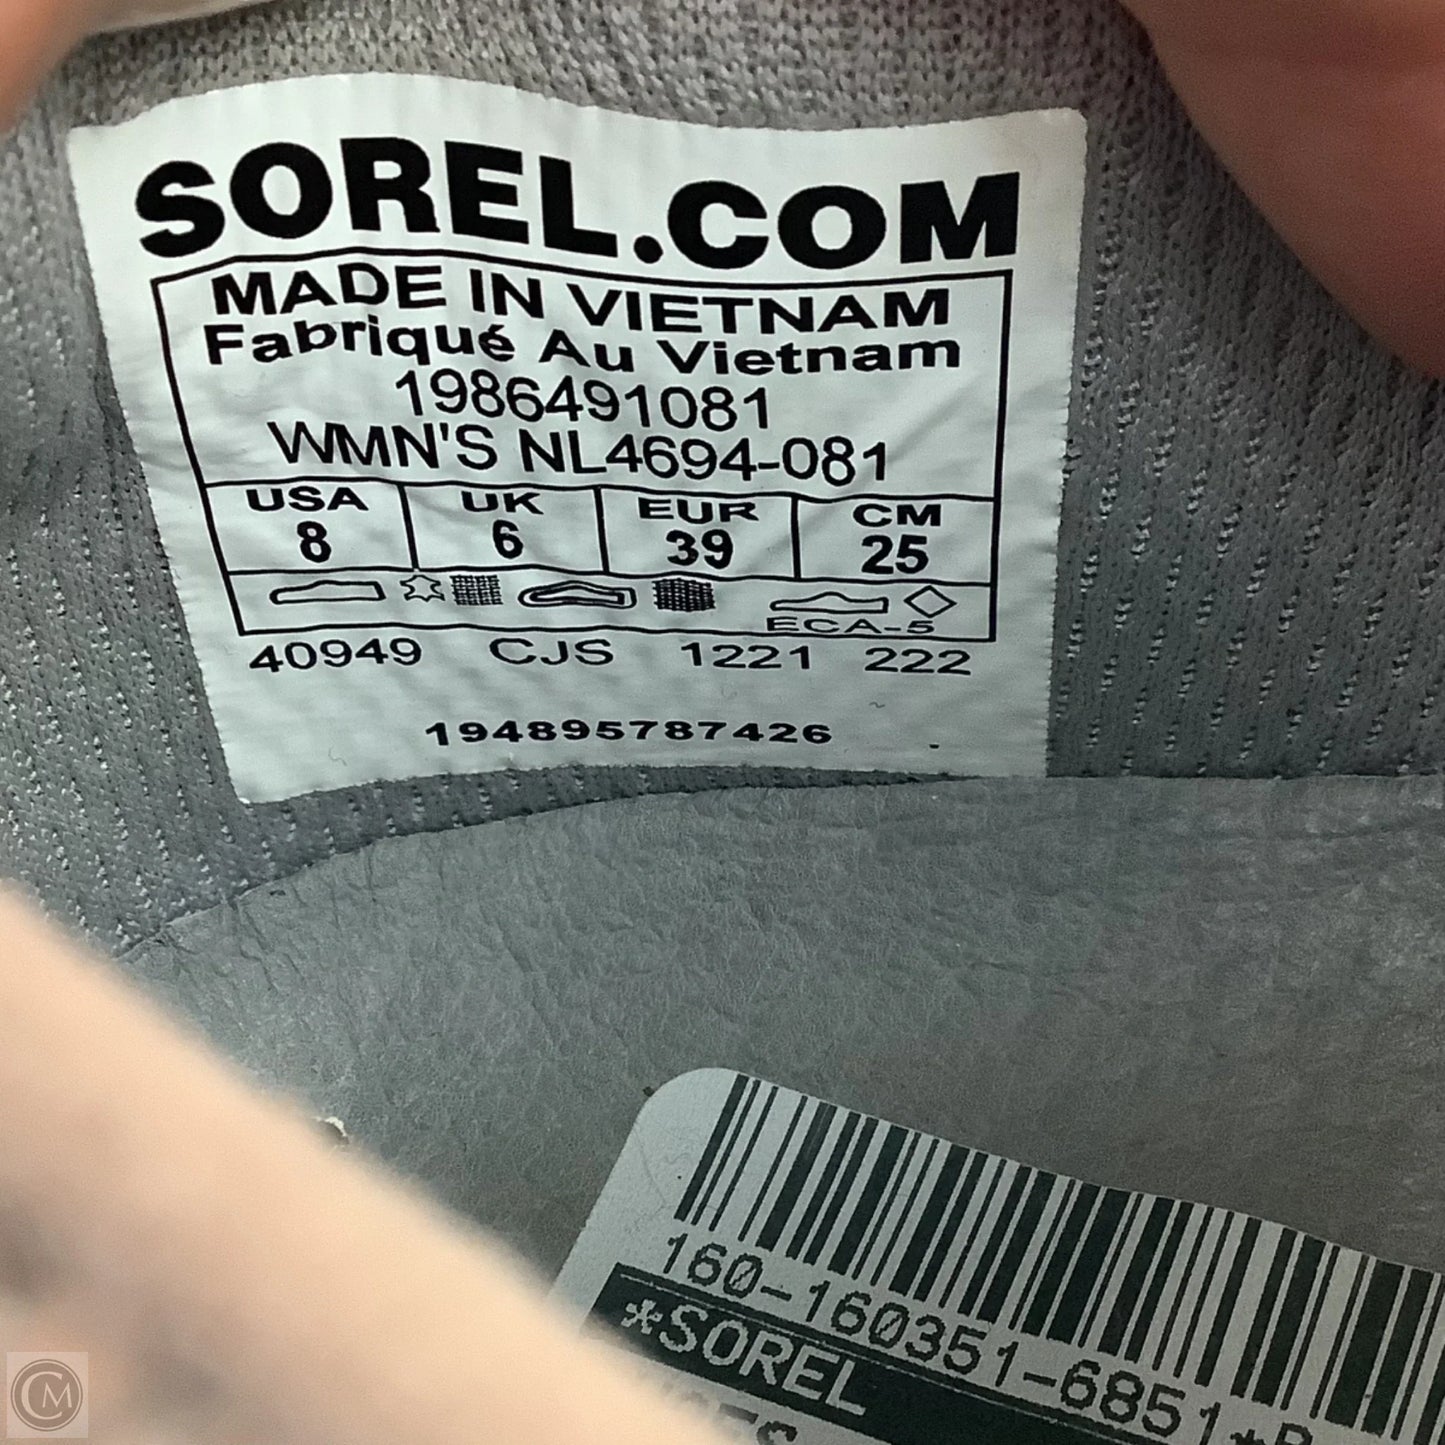 SOREL.COM
MADE IN VIETNAM
Fabriqué Au Vietnam
1986491081
WMN'S NL4694-081
USA UK EUR CM
8 6 39 25
ECA-5
40949 CJS 1221 222
194895787426
160-160351-6851*B
*SOREL
CM